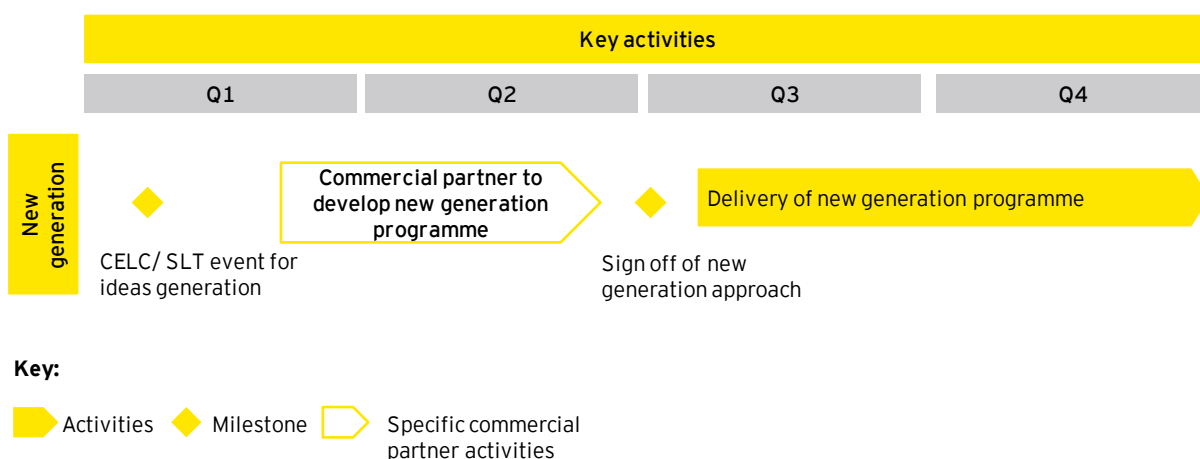 Key activities
Q1
Q2
Q3
Q4
New
generation
Commercial partner to
develop new generation
programme
Delivery of new generation programme
CELC/ SLT event for
ideas generation
Sign off of new
generation approach
Key:
Activities
Milestone
Specific commercial
partner activities